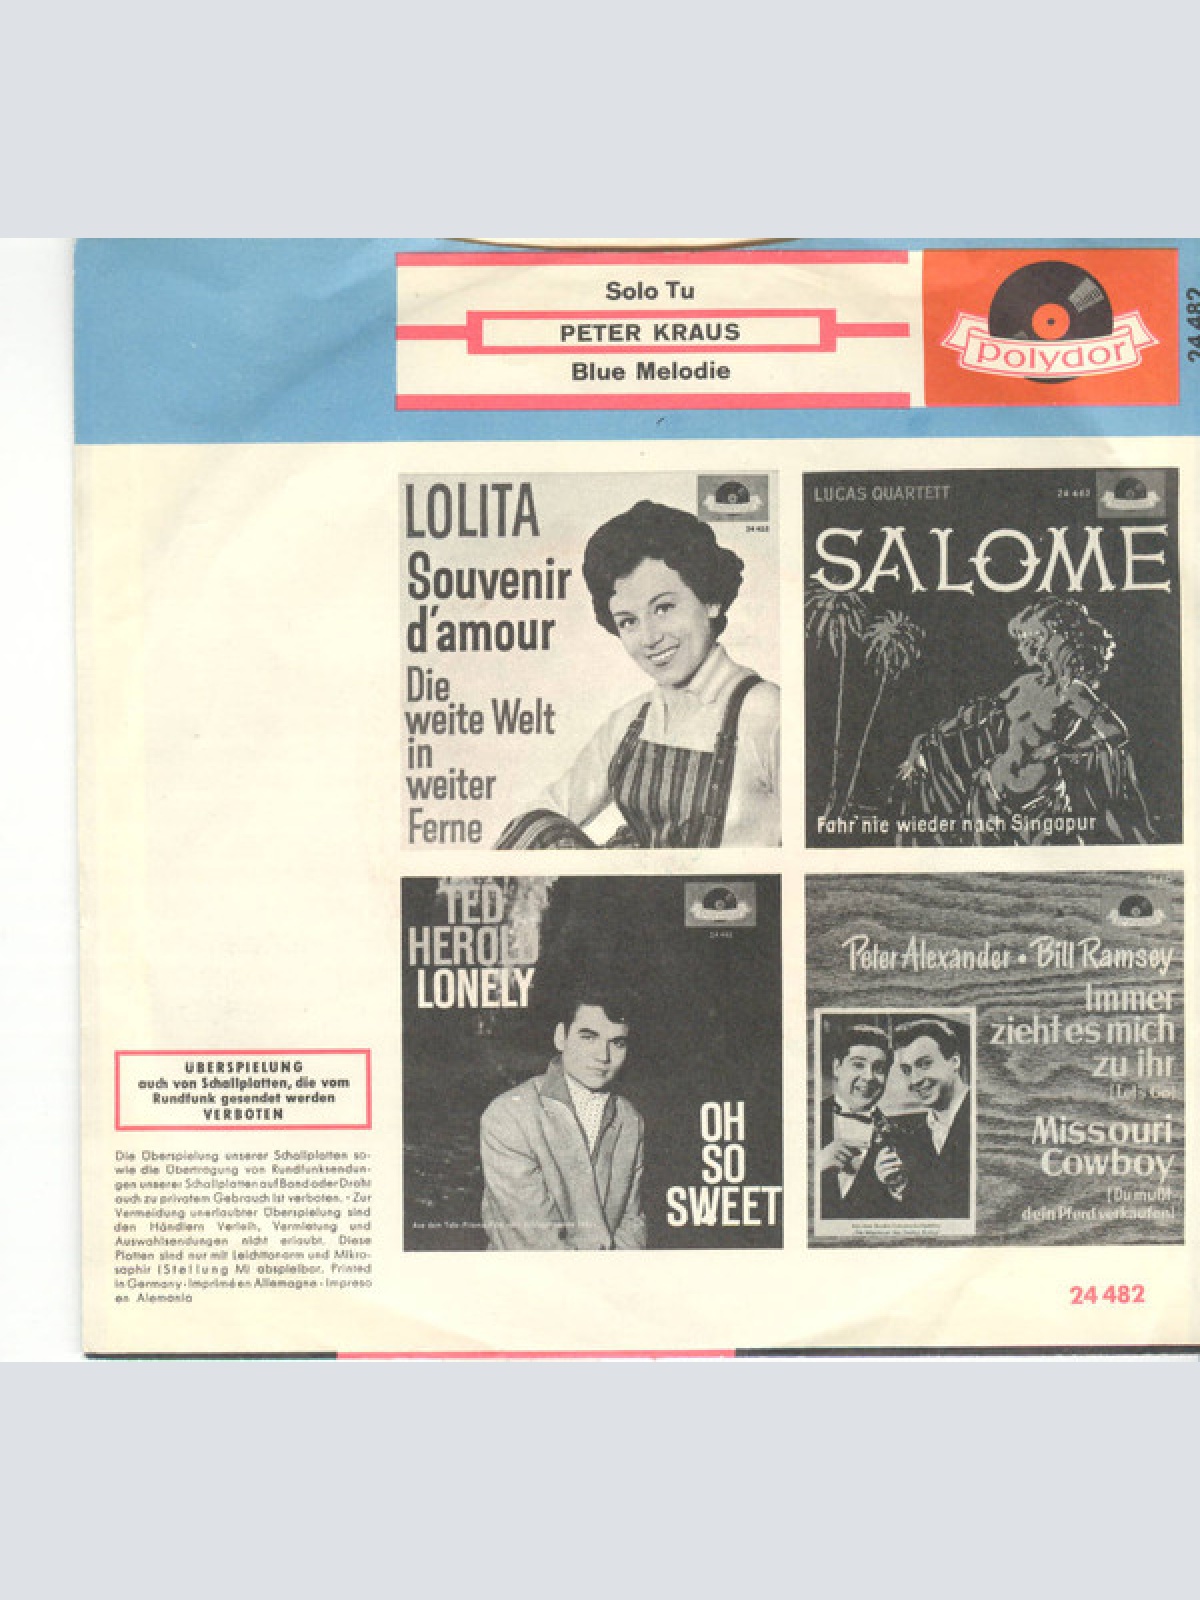 Solo Tu
PETER KRAUS
Blue Melodie
polydor
24 482
LOLITA
Souvenir
d'amour
Die
weite Welt
in
weiter
Ferne
LUCAS QUARTETT
SALOME
Fahr' nie wieder nach Singapur
TED
HEROLD
LONELY
OH
SO
SWEET
Peter Alexander • Bill Ramsey
Immer
zieht es mich
zu ihr
(Let's Go)
Missouri
Cowboy
(Du mußt
dein Pferd verkaufen)
ÜBERSPIELUNG
auch von Schallplatten, die vom
Rundfunk gesendet werden
VERBOTEN
Die Überspielung unserer Schallplatten so-
wie die Übertragung von Rundfunksendun-
gen unserer Schallplatten auf Band oder Draht
auch zu privatem Gebrauch ist verboten. - Zur
Vermeidung unerlaubter Überspielung sind
den Händlern Verleih, Vermietung und
Auswahlsendungen nicht erlaubt. Diese
Platten sind nur mit Leichttonarm und Mikro-
saphir (Stellung M) abspielbar. Printed
in Germany - Imprimé en Allemagne - Impreso
en Alemania
24 482